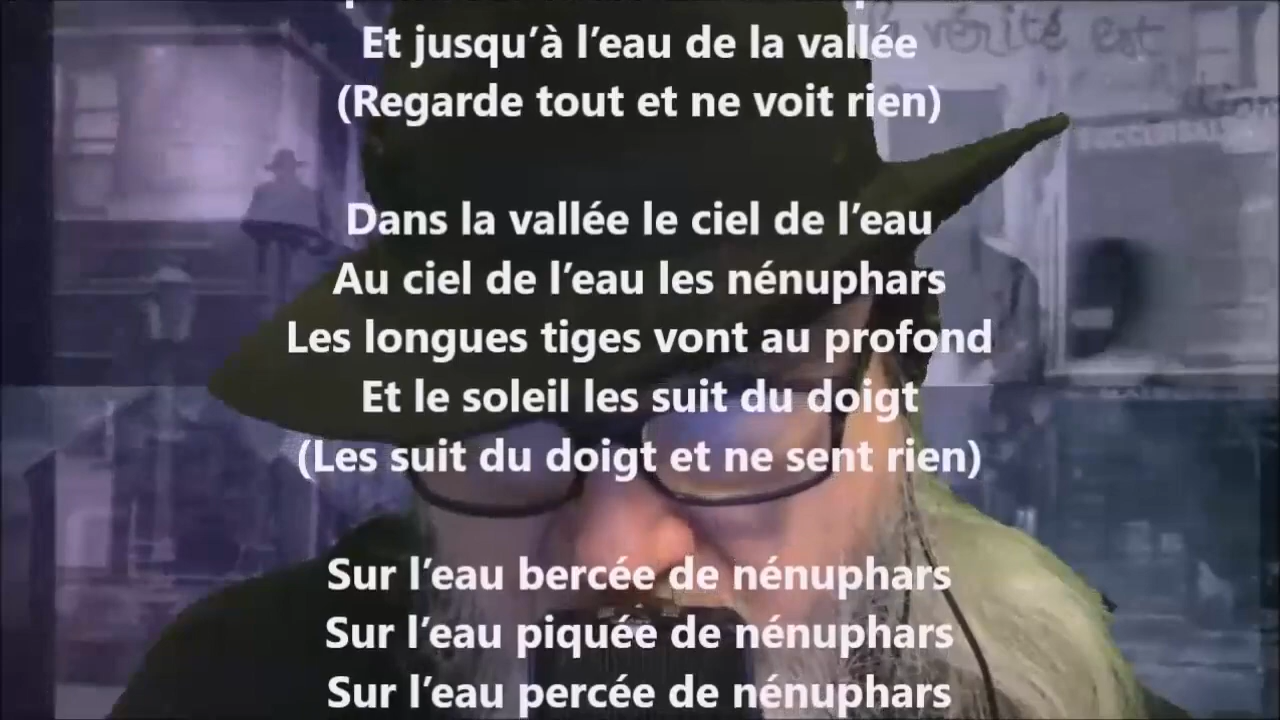 la vérité est
Et jusqu’à l’eau de la vallée
(Regarde tout et ne voit rien)
Dans la vallée le ciel de l’eau
Au ciel de l’eau les nénuphars
Les longues tiges vont au profond
Et le soleil les suit du doigt
(Les suit du doigt et ne sent rien)
Sur l’eau bercée de nénuphars
Sur l’eau piquée de nénuphars
Sur l’eau percée de nénuphars